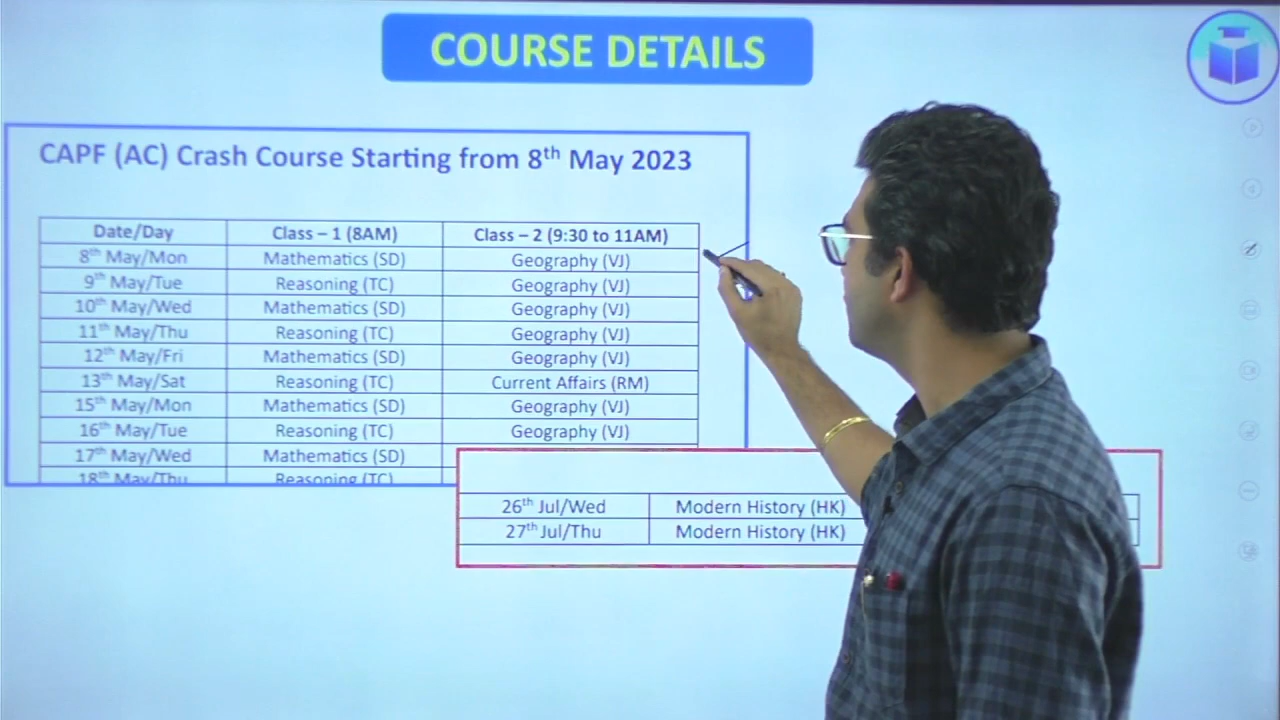 COURSE DETAILS
CAPF (AC) Crash Course Starting from 8th May 2023
Date/Day Class – 1 (8AM) Class – 2 (9:30 to 11AM)
8th May/Mon Mathematics (SD) Geography (VJ)
9th May/Tue Reasoning (TC) Geography (VJ)
10th May/Wed Mathematics (SD) Geography (VJ)
11th May/Thu Reasoning (TC) Geography (VJ)
12th May/Fri Mathematics (SD) Geography (VJ)
13th May/Sat Reasoning (TC) Current Affairs (RM)
15th May/Mon Mathematics (SD) Geography (VJ)
16th May/Tue Reasoning (TC) Geography (VJ)
17th May/Wed Mathematics (SD)
18th May/Thu Reasoning (TC)
26th Jul/Wed Modern History (HK)
27th Jul/Thu Modern History (HK)